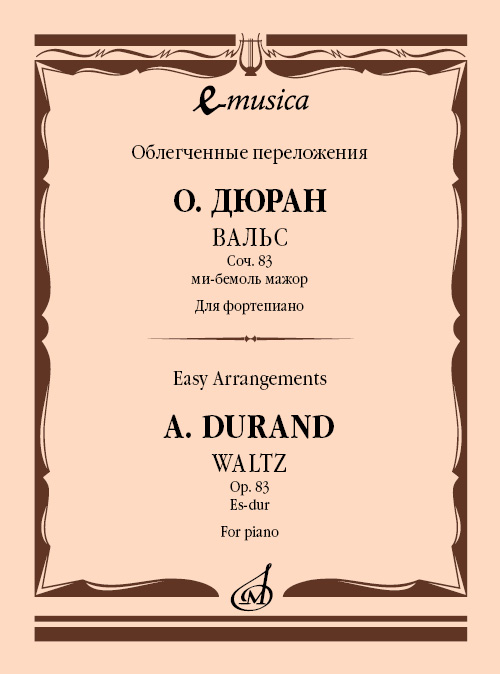 e-musica
Облегченные переложения
О. ДЮРАН
ВАЛЬС
Соч. 83
ми-бемоль мажор
Для фортепиано
Easy Arrangements
A. DURAND
WALTZ
Op. 83
Es-dur
For piano